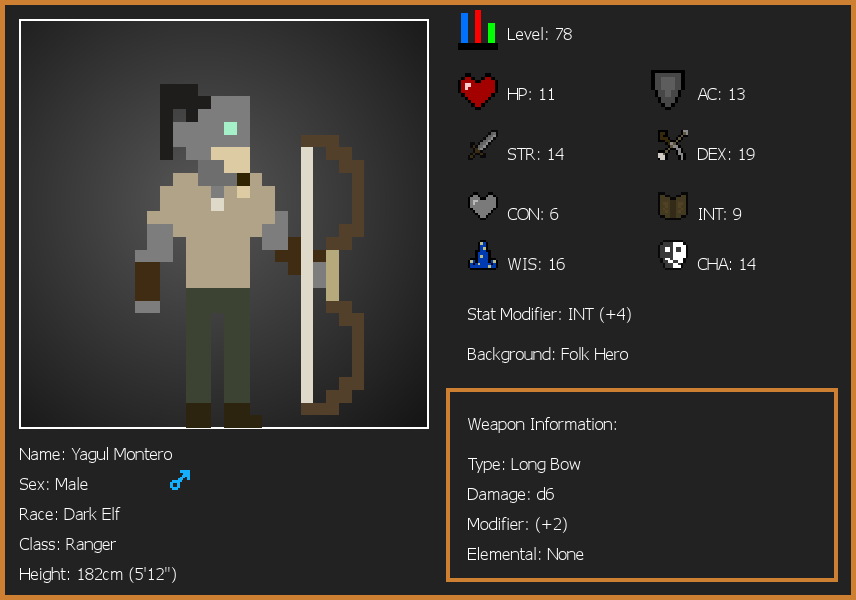 Level: 78
HP: 11
AC: 13
STR: 14
DEX: 19
CON: 6
INT: 9
WIS: 16
CHA: 14
Stat Modifier: INT (+4)
Background: Folk Hero
Weapon Information:
Type: Long Bow
Damage: d6
Modifier: (+2)
Elemental: None
Name: Yagul Montero
Sex: Male
Race: Dark Elf
Class: Ranger
Height: 182cm (5'12")